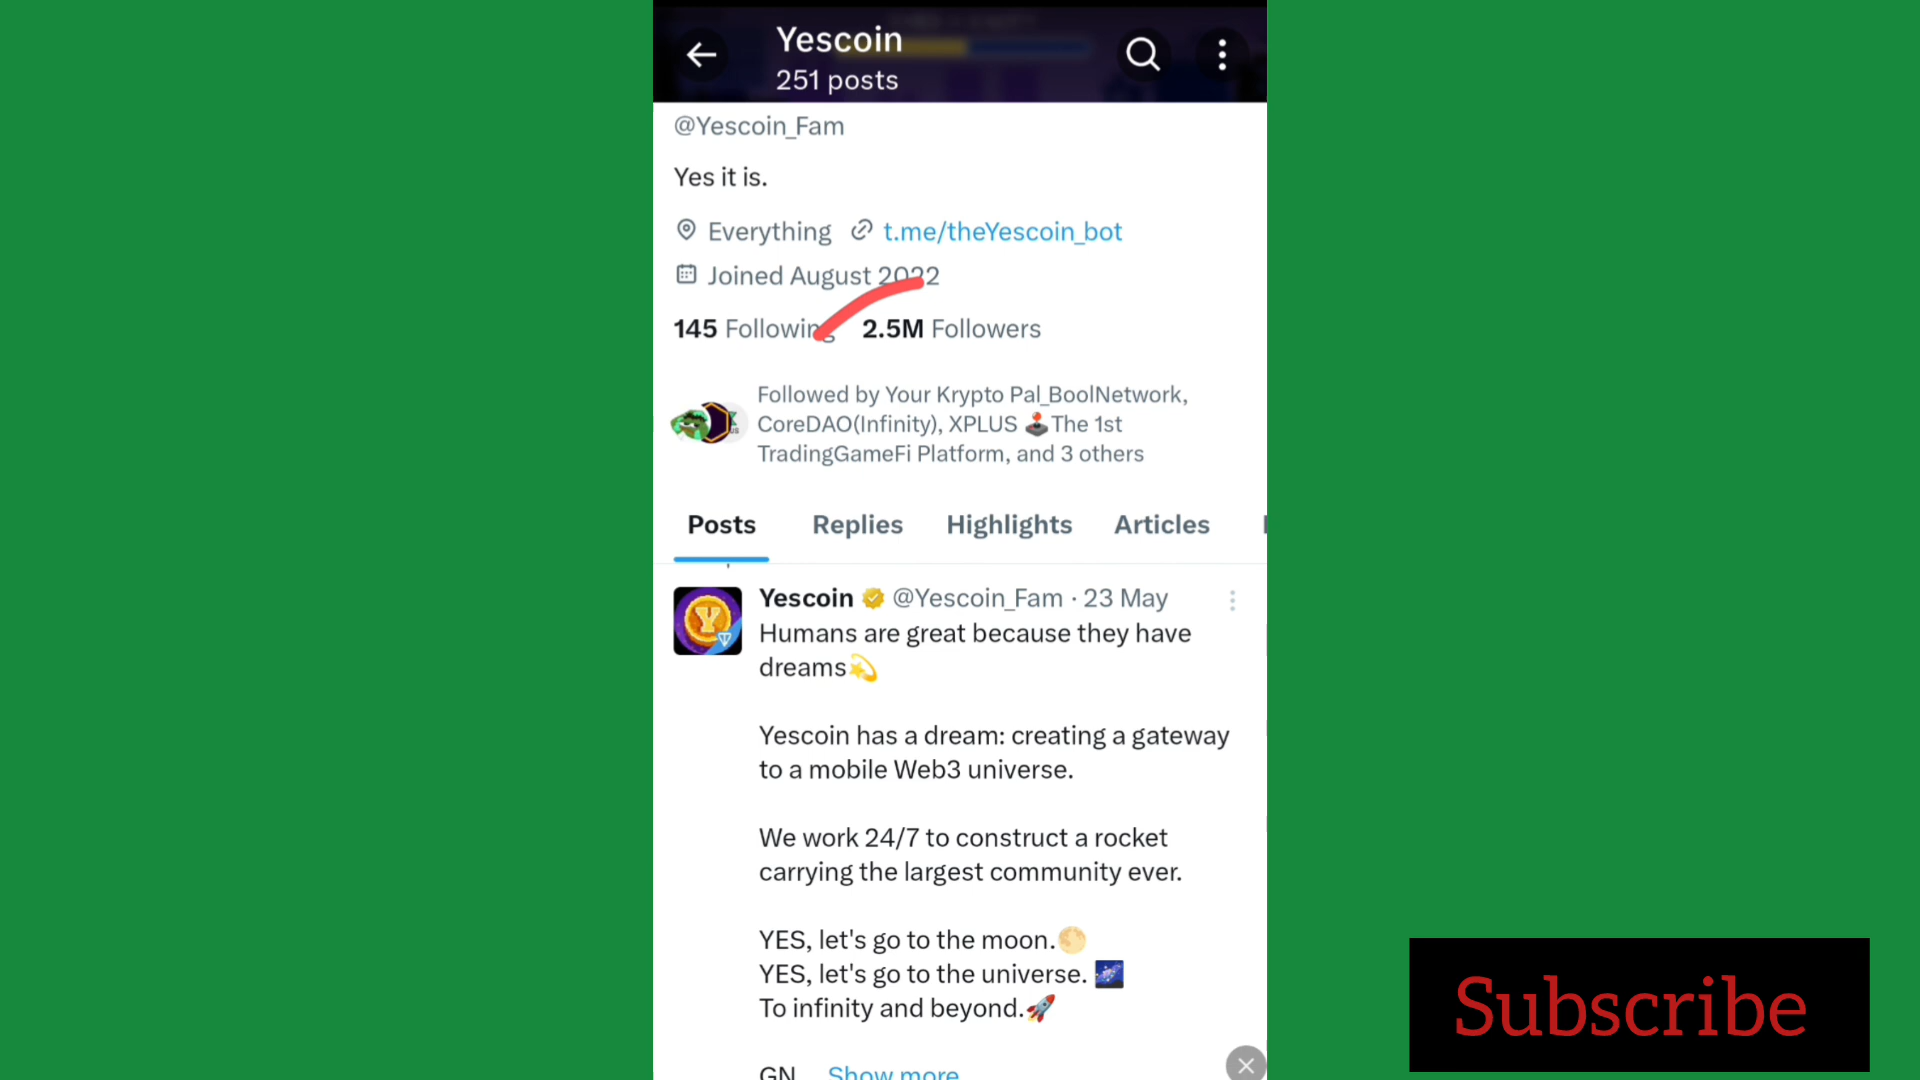 Yescoin
251 posts
@Yescoin_Fam
Yes it is.
Everything t.me/theYescoin_bot
Joined August 2022
145 Following 2.5M Followers
Followed by Your Krypto Pal_BoolNetwork,
CoreDAO(Infinity), XPLUS 🕹️The 1st
TradingGameFi Platform, and 3 others
Posts Replies Highlights Articles
Yescoin @Yescoin_Fam · 23 May
Humans are great because they have
dreams💫
Yescoin has a dream: creating a gateway
to a mobile Web3 universe.
We work 24/7 to construct a rocket
carrying the largest community ever.
YES, let's go to the moon.🌕
YES, let's go to the universe. 🌌
To infinity and beyond.🚀
GN Show more
Subscribe